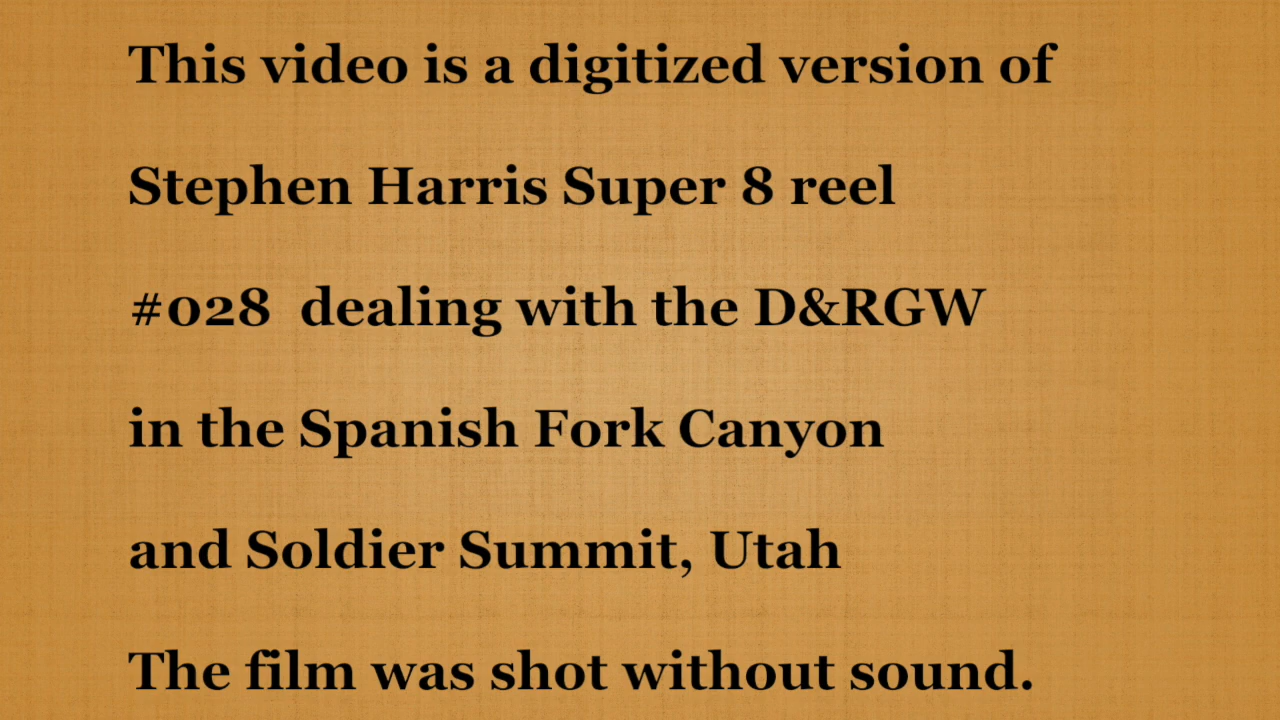 This video is a digitized version of
Stephen Harris Super 8 reel
#028 dealing with the D&RGW
in the Spanish Fork Canyon
and Soldier Summit, Utah
The film was shot without sound.